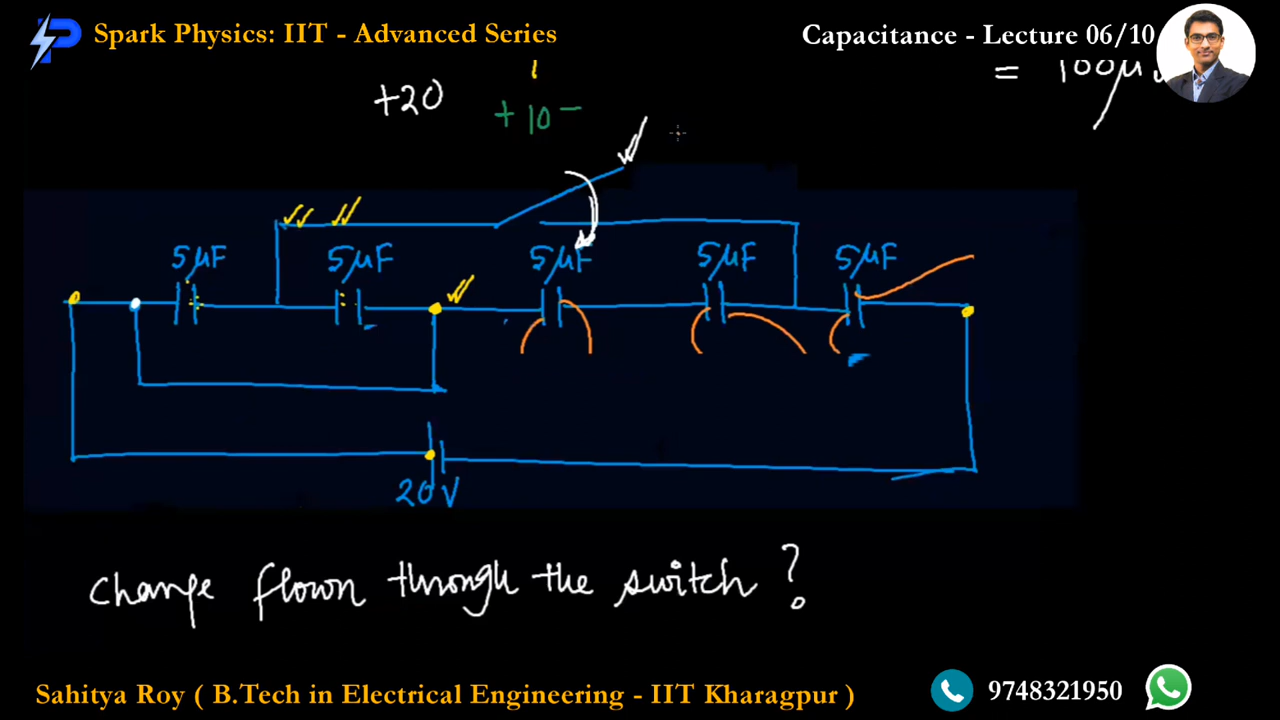 Spark Physics: IIT - Advanced Series
Capacitance - Lecture 06/10
= 100μ
+20
+ 10 -
5μF 5μF 5μF 5μF 5μF
20V
Charge flown through the switch ?
Sahitya Roy ( B.Tech in Electrical Engineering - IIT Kharagpur )
9748321950